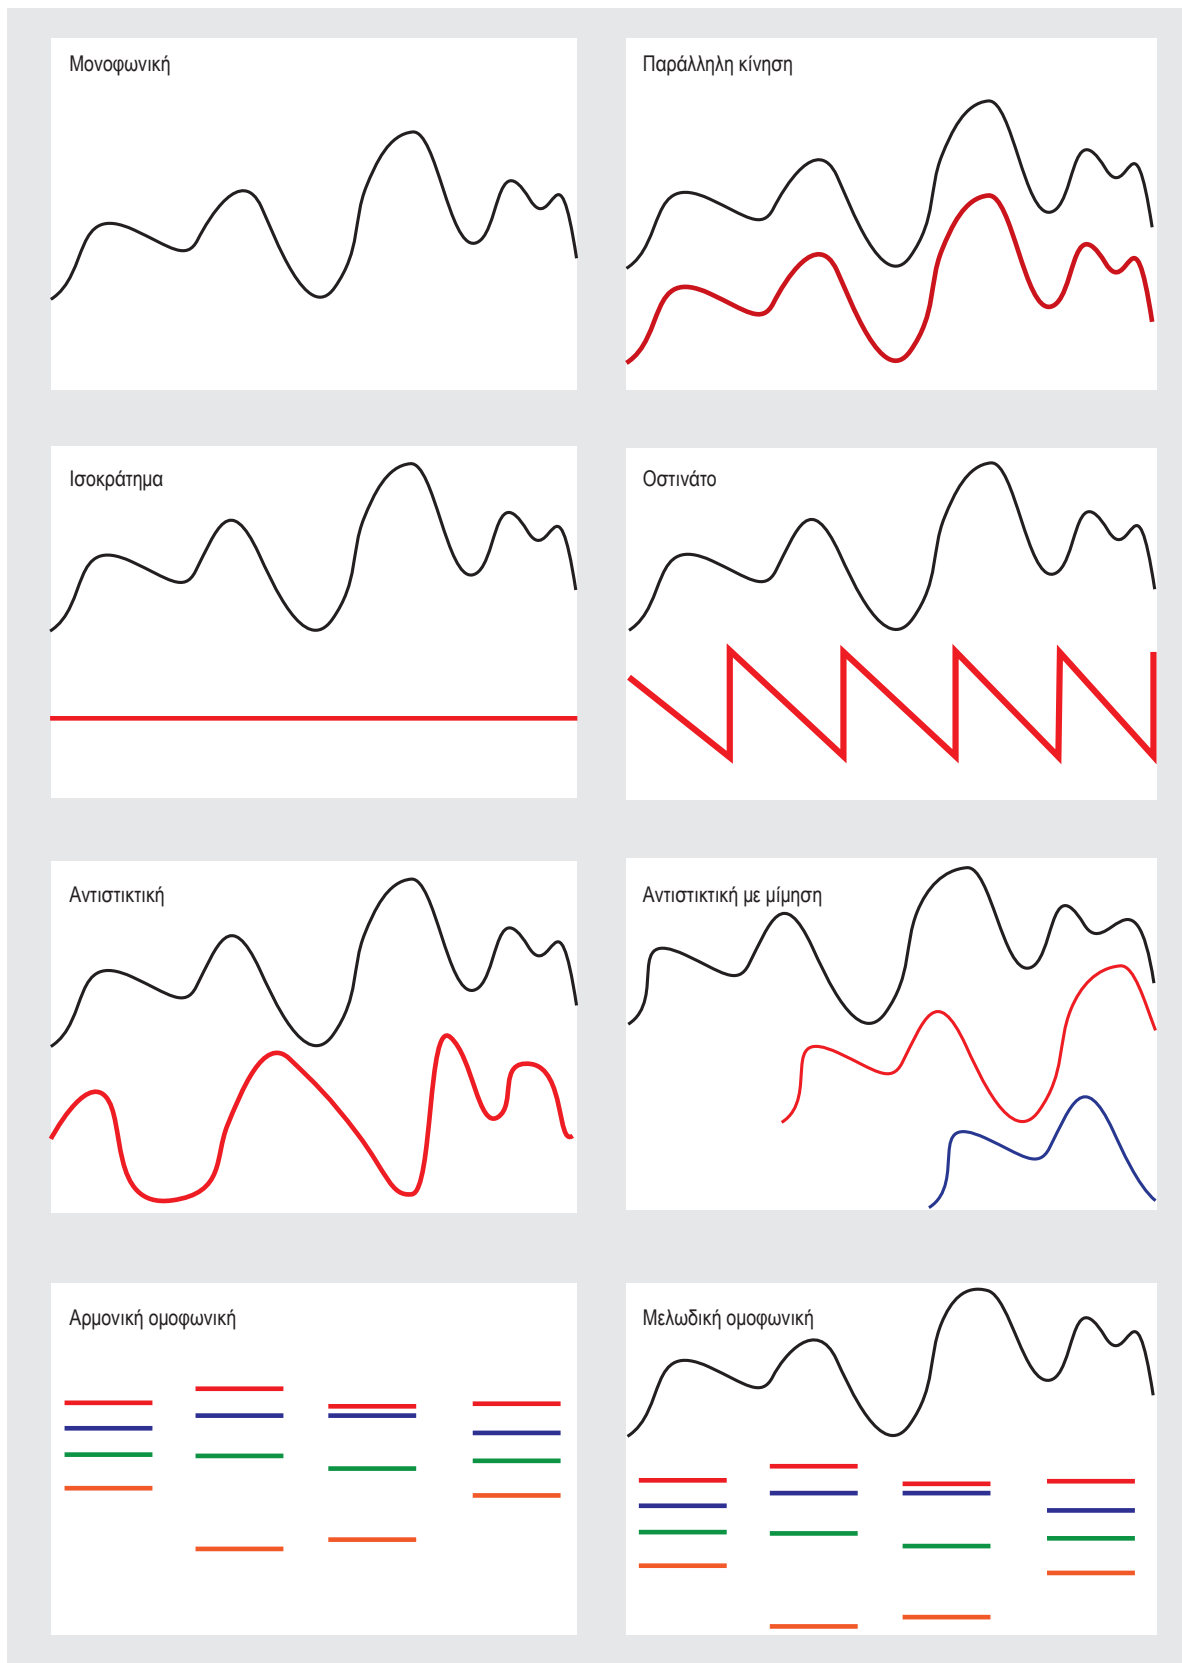 Μονοφωνική
Παράλληλη κίνηση
Ισοκράτημα
Οστινάτο
Αντιστικτική
Αντιστικτική με μίμηση
Αρμονική ομοφωνική
Μελωδική ομοφωνική